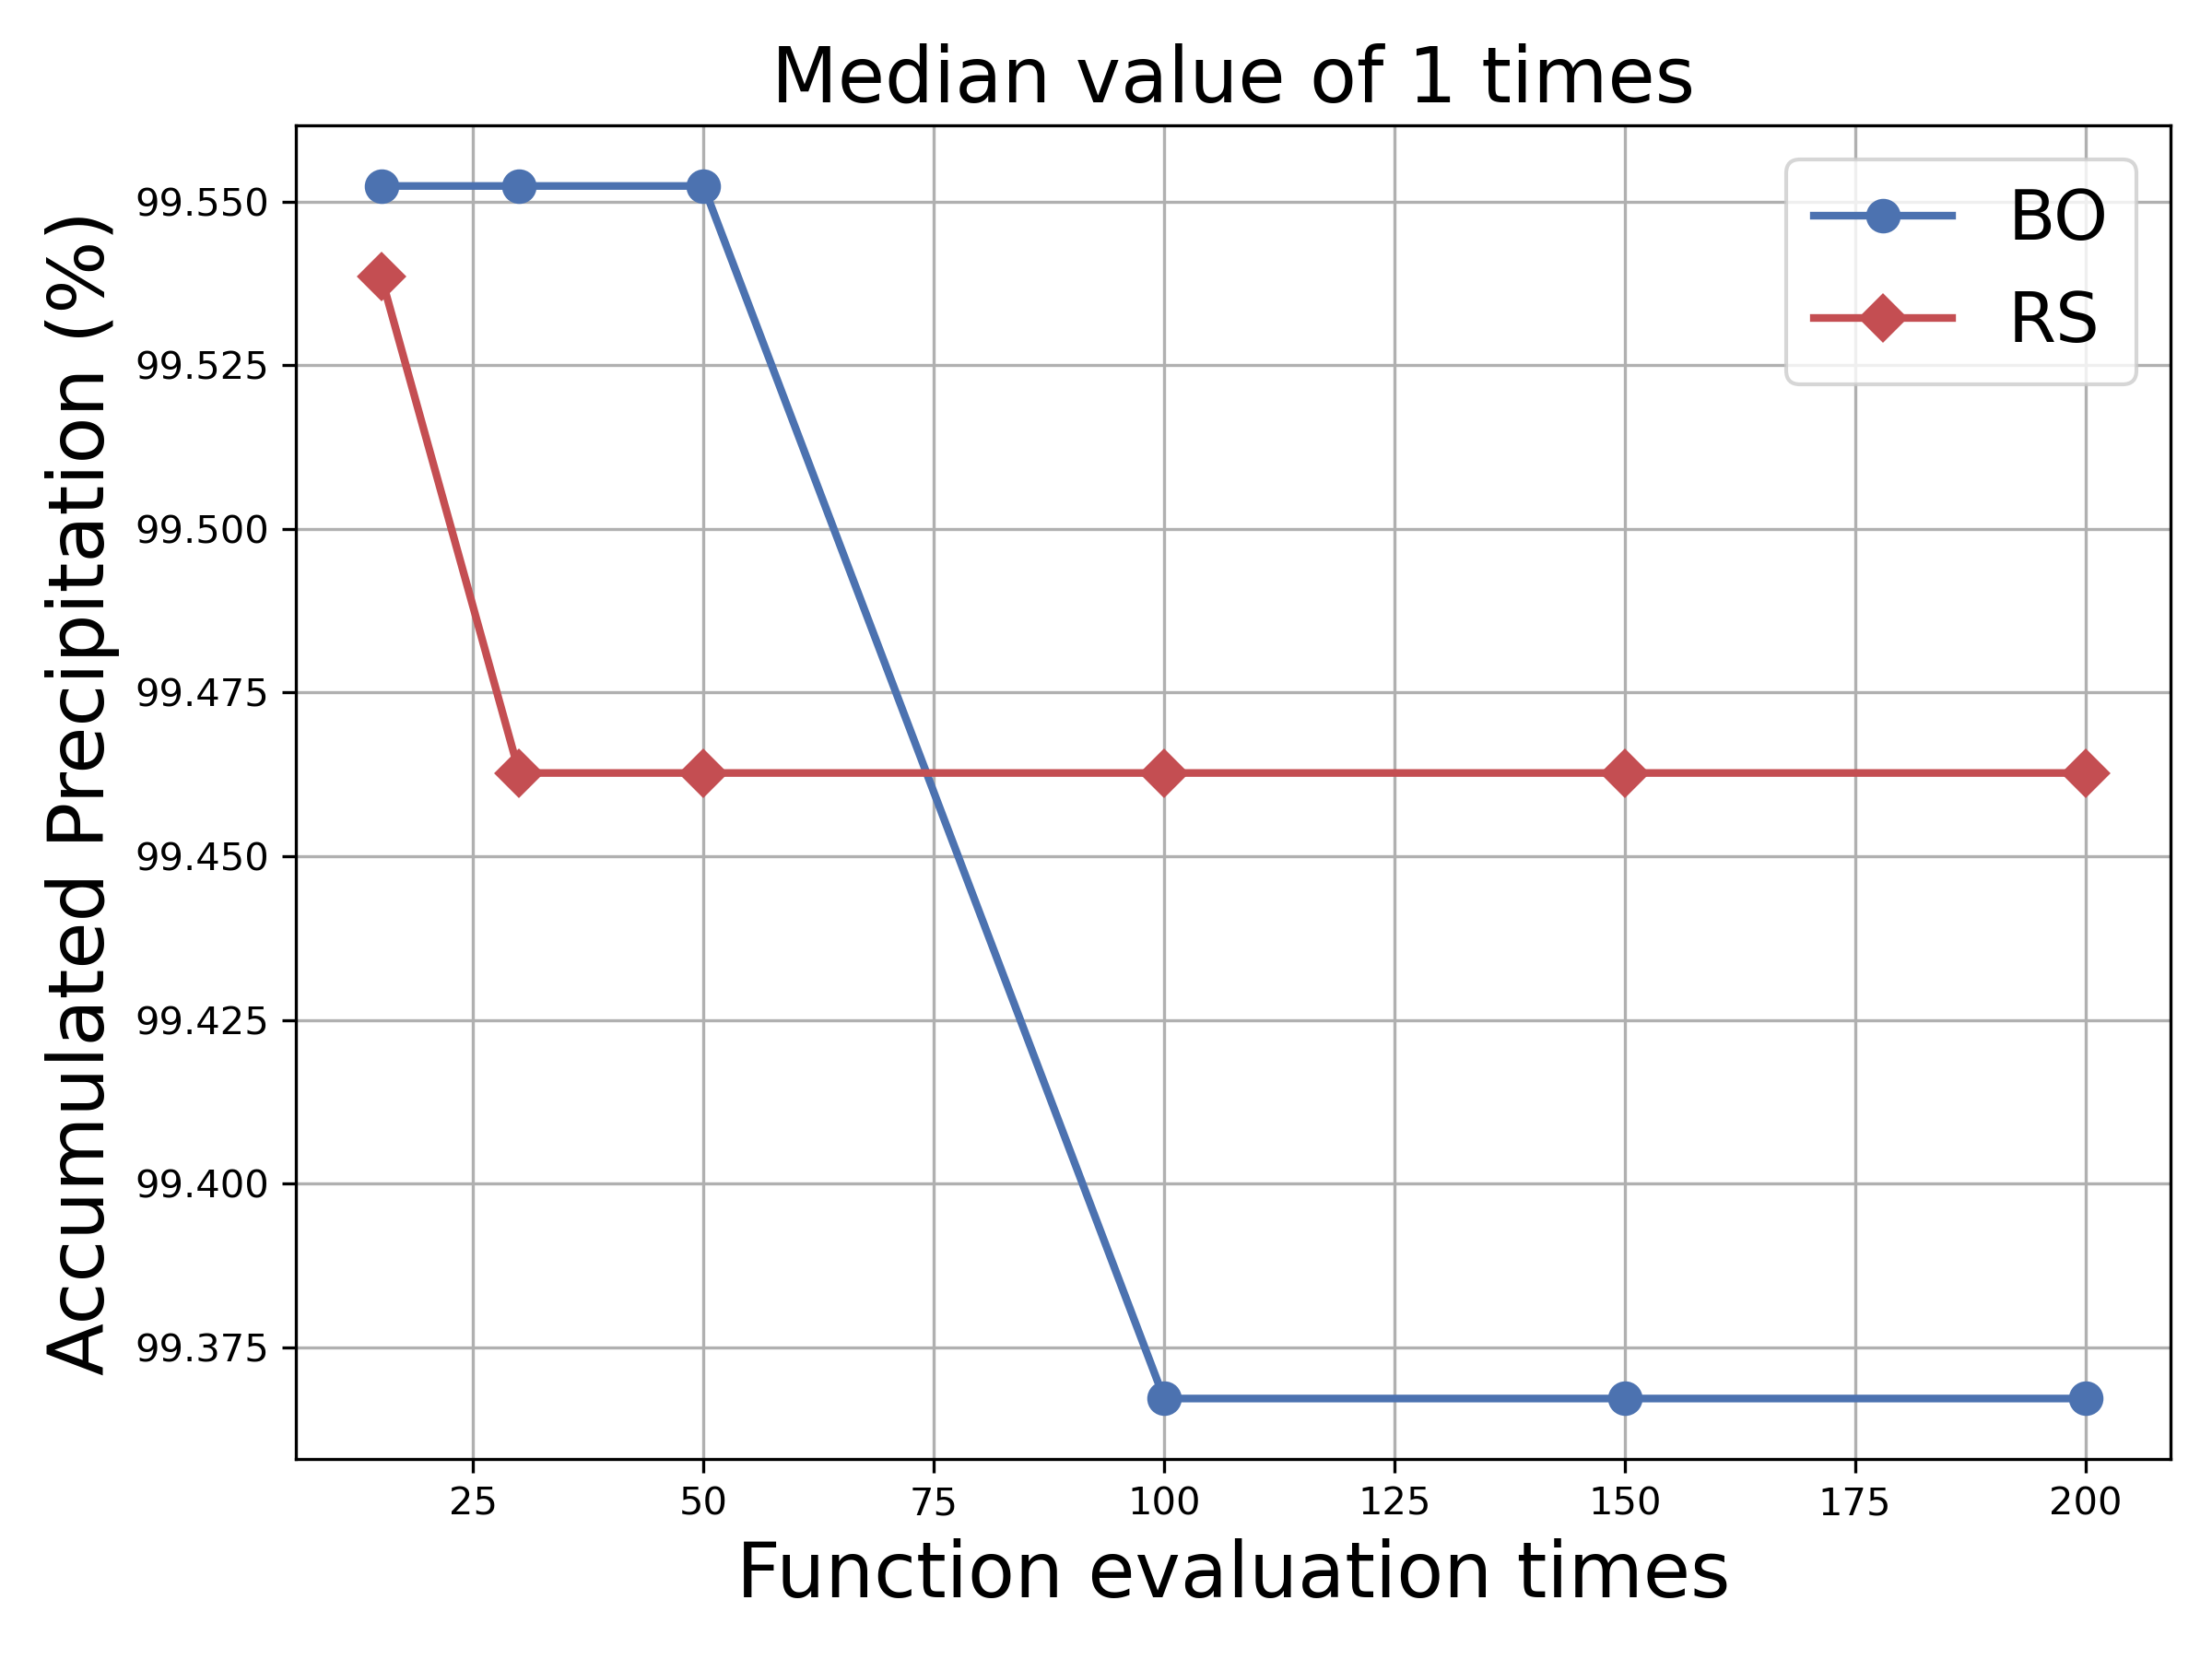 Median value of 1 times
BO
RS
Accumulated Precipitation (%)
99.550
99.525
99.500
99.475
99.450
99.425
99.400
99.375
25 50 75 100 125 150 175 200
Function evaluation times